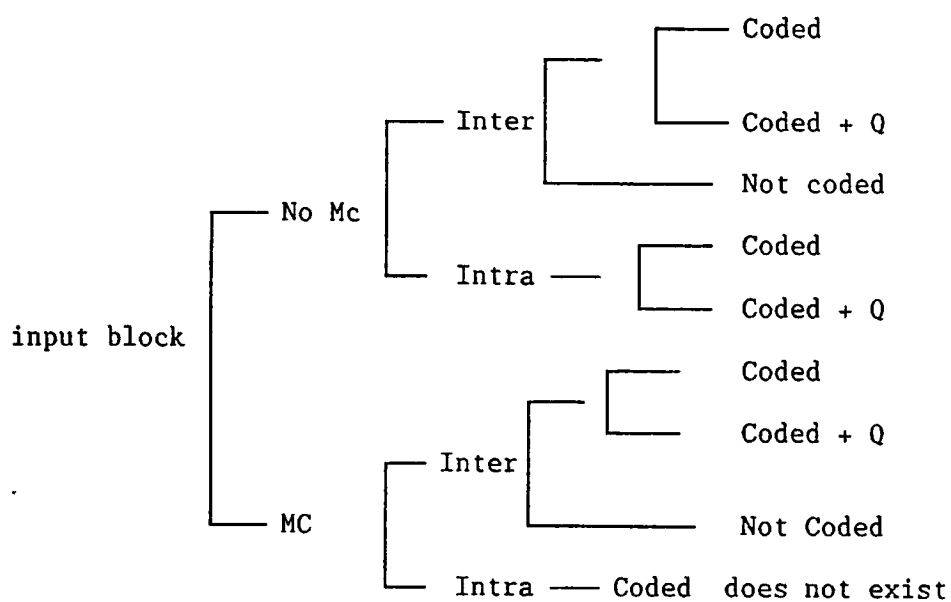 Coded
Coded + Q
Inter
Not coded
No Mc
Coded
Intra
Coded + Q
input block
Coded
Coded + Q
Inter
MC
Not Coded
Intra
Coded does not exist